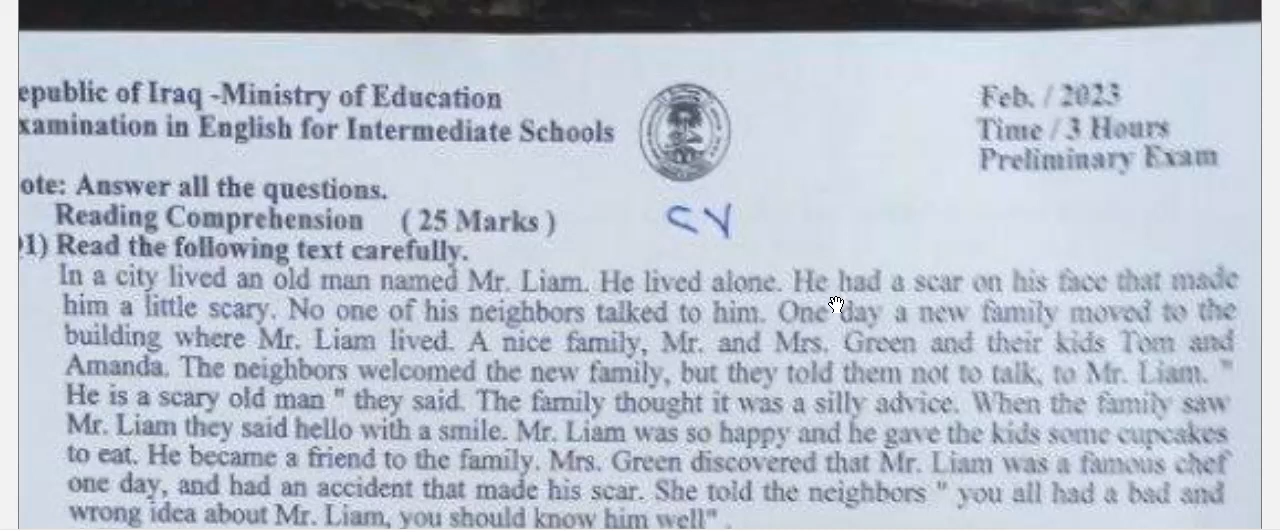 epublic of Iraq -Ministry of Education
xamination in English for Intermediate Schools
Feb. / 2023
Time / 3 Hours
Preliminary Exam
ote: Answer all the questions.
Reading Comprehension ( 25 Marks )
1) Read the following text carefully.
In a city lived an old man named Mr. Liam. He lived alone. He had a scar on his face that made
him a little scary. No one of his neighbors talked to him. One day a new family moved to the
building where Mr. Liam lived. A nice family, Mr. and Mrs. Green and their kids Tom and
Amanda. The neighbors welcomed the new family, but they told them not to talk, to Mr. Liam. "
He is a scary old man " they said. The family thought it was a silly advice. When the family saw
Mr. Liam they said hello with a smile. Mr. Liam was so happy and he gave the kids some cupcakes
to eat. He became a friend to the family. Mrs. Green discovered that Mr. Liam was a famous chef
one day, and had an accident that made his scar. She told the neighbors " you all had a bad and
wrong idea about Mr. Liam, you should know him well" .